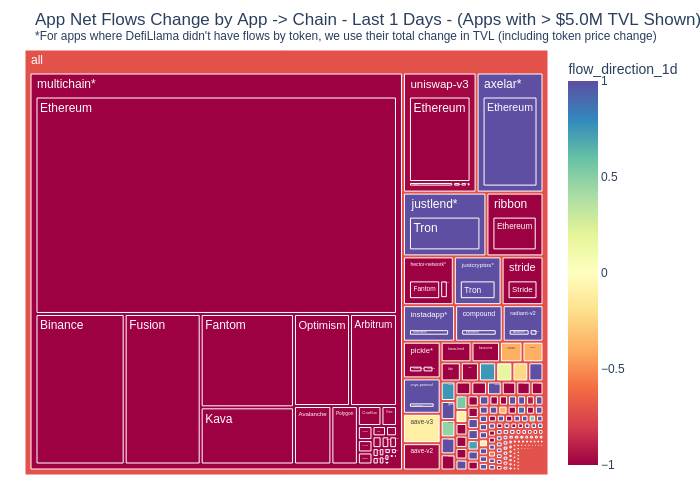 App Net Flows Change by App -> Chain - Last 1 Days - (Apps with > $5.0M TVL Shown)
*For apps where DefiLlama didn't have flows by token, we use their total change in TVL (including token price change)
all
multichain*
Ethereum
Binance
Fusion
Fantom
Kava
Optimism
Arbitrum
Avalanche
Polygon
uniswap-v3
Ethereum
axelar*
Ethereum
justlend*
Tron
ribbon
Ethereum
hector-network*
Fantom
justcryptos*
Tron
stride
Stride
instadapp*
compound
radiant-v2
pickle*
aave-v3
aave-v2
flow_direction_1d
1
0.5
0
−0.5
−1